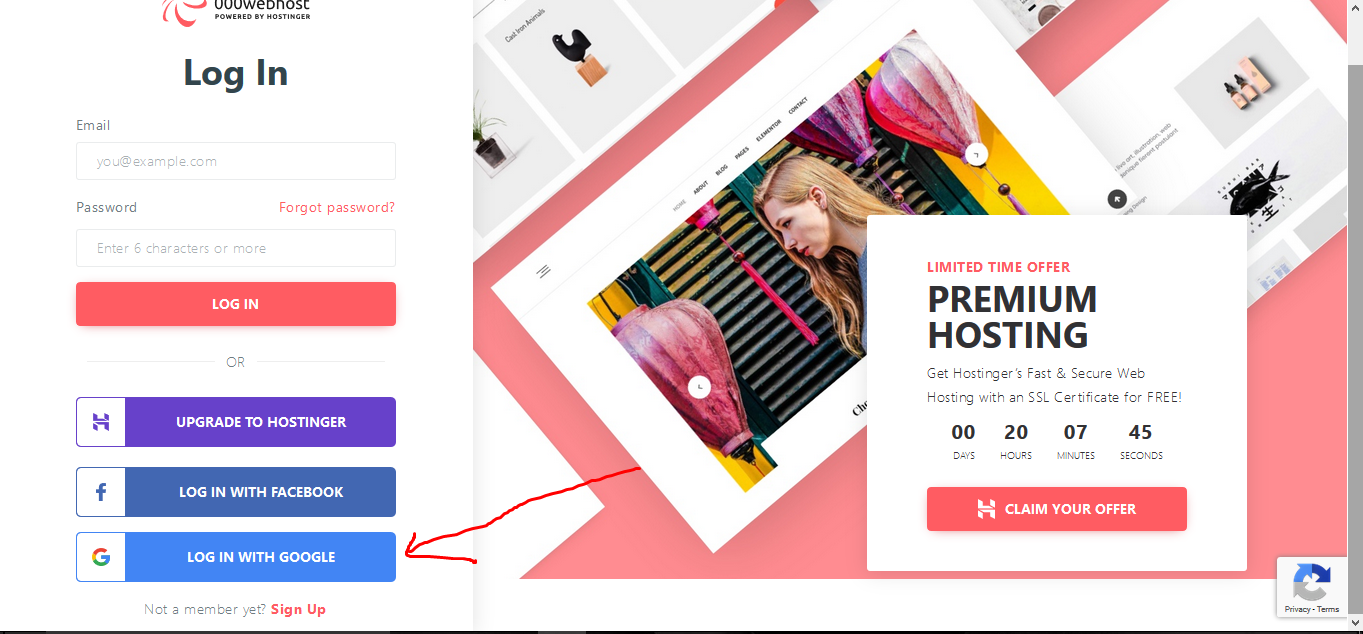 000webhost
POWERED BY HOSTINGER
Log In
Email
you@example.com
Password
Forgot password?
Enter 6 characters or more
LOG IN
OR
UPGRADE TO HOSTINGER
LOG IN WITH FACEBOOK
LOG IN WITH GOOGLE
Not a member yet? Sign Up
Cast Iron Animals
HOME
ABOUT
BLOG
PAGES
ELEMENTOR
CONTACT
LIMITED TIME OFFER
PREMIUM
HOSTING
Get Hostinger's Fast & Secure Web
Hosting with an SSL Certificate for FREE!
00 20 07 45
DAYS HOURS MINUTES SECONDS
CLAIM YOUR OFFER
Privacy - Terms